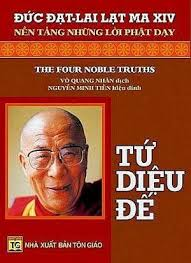 ĐỨC ĐẠT-LAI LẠT MA XIV
NỀN TẢNG NHỮNG LỜI PHẬT DẠY
THE FOUR NOBLE TRUTHS
VÕ QUANG NHÂN dịch
NGUYỄN MINH TIẾN hiệu đính
TỨ
DIỆU
ĐẾ
NHÀ XUẤT BẢN TÔN GIÁO